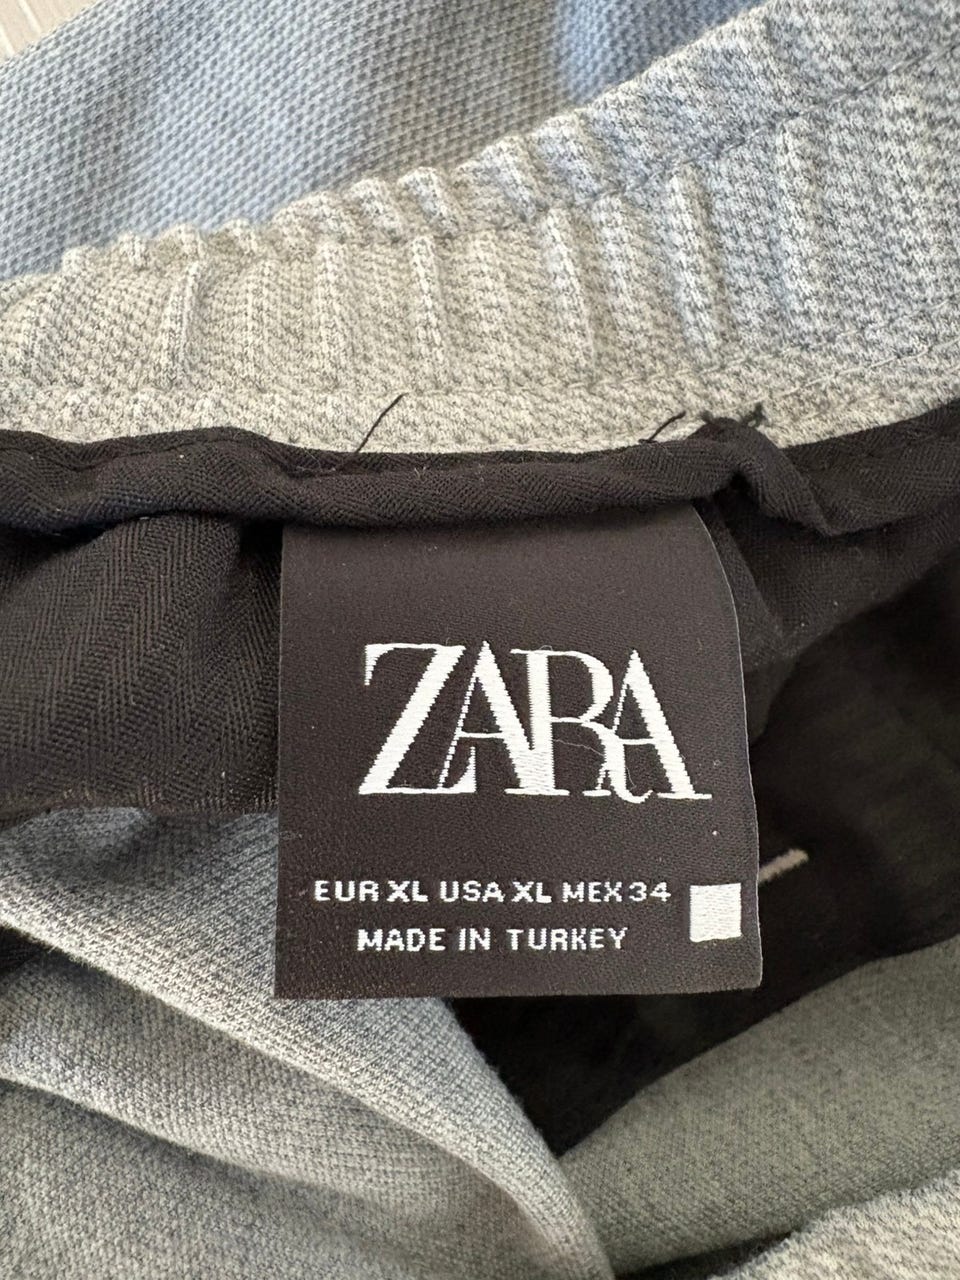 ZARA
EUR XL USA XL MEX 34
MADE IN TURKEY